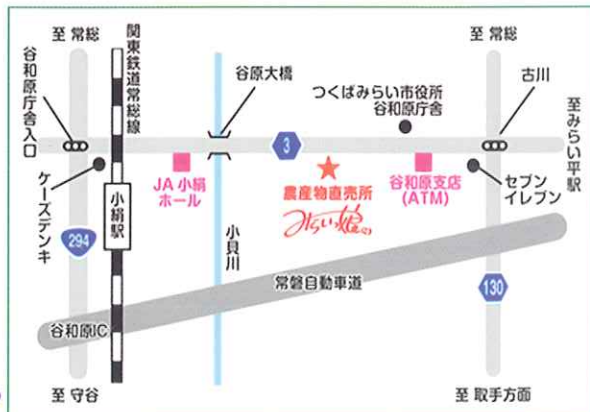 至 常総
関東鉄道常総線
谷和原庁舎入口
谷原大橋
つくばみらい市役所
谷和原庁舎
至 常総
古川
至みらい平駅
3
ケーズデンキ
JA 小絹
ホール
農産物直売所
みらいっ娘
谷和原支店
(ATM)
セブン
イレブン
小絹駅
294
小貝川
常磐自動車道
130
谷和原IC
至 守谷
至 取手方面